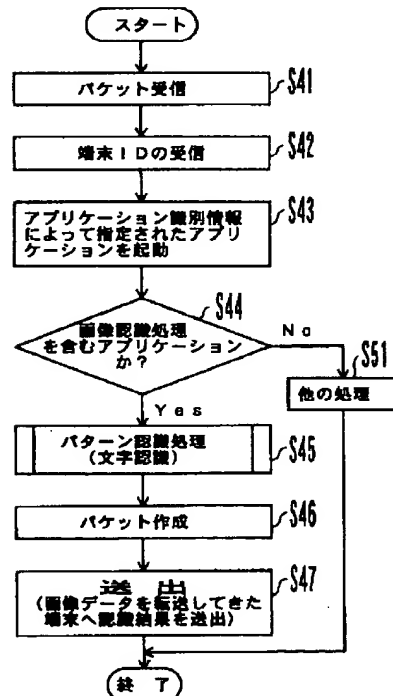 スタート
パケット受信
S41
端末IDの受信
S42
アプリケーション識別情報
によって指定されたアプリ
ケーションを起動
S43
画像認識処理
を含むアプリケーション
か?
S44
No
Yes
他の処理
S51
パターン認識処理
(文字認識)
S45
パケット作成
S46
送 出
(画像データを転送してきた
端末へ認識結果を送出)
S47
終 了